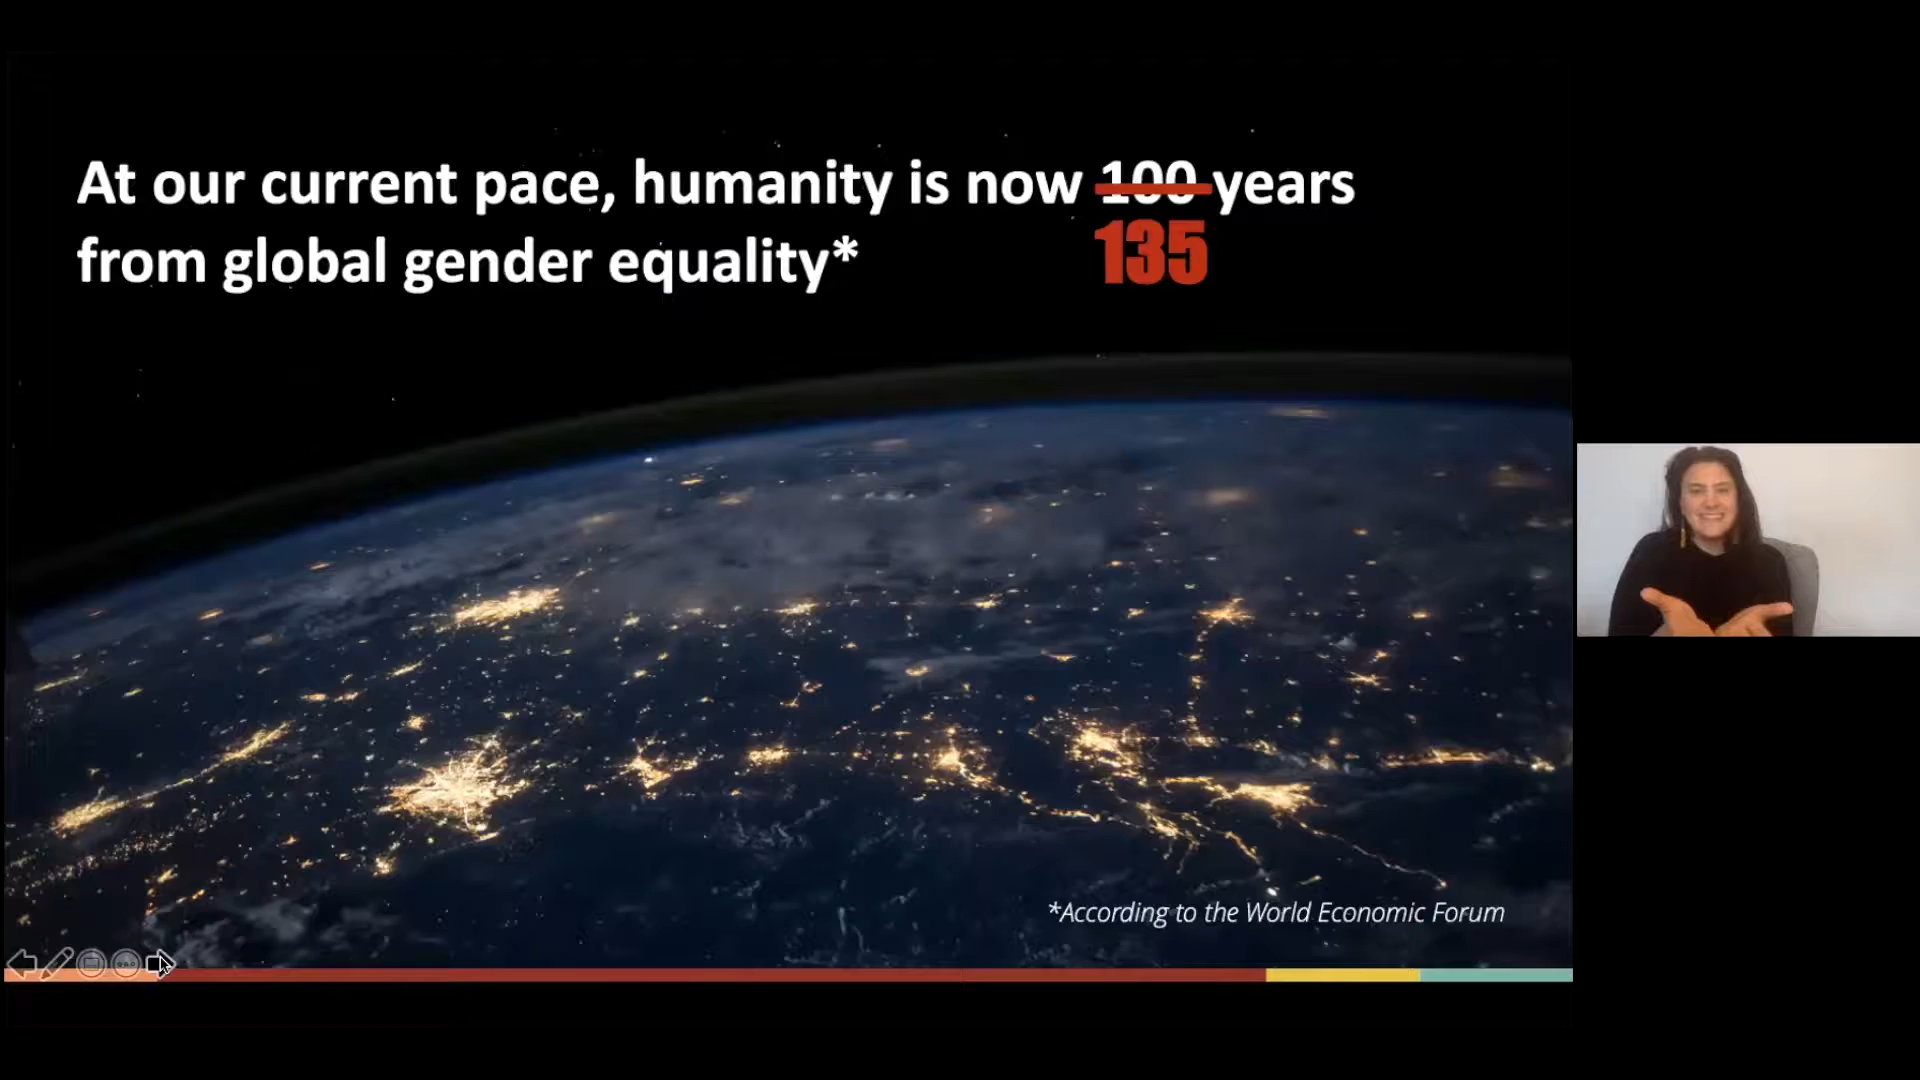 At our current pace, humanity is now 100 years
135
from global gender equality*
*According to the World Economic Forum